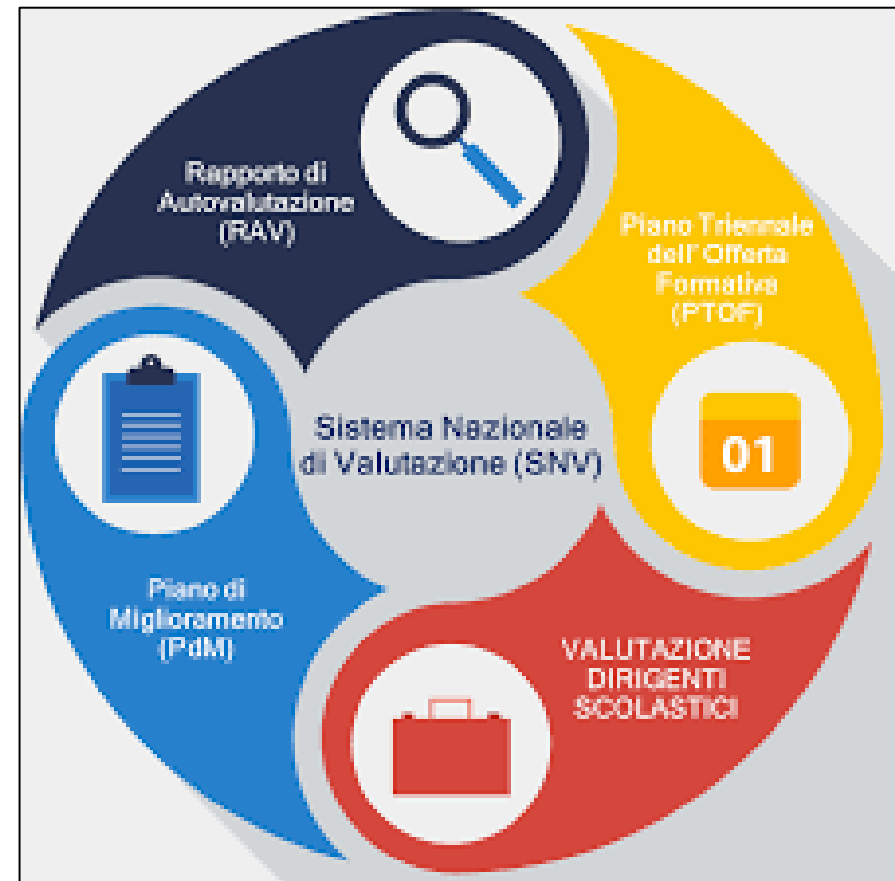 Rapporto di
Autovalutazione
(RAV)
Piano Triennale
dell' Offerta
Formativa
(PTOF)
01
Sistema Nazionale
di Valutazione (SNV)
Piano di
Miglioramento
(PdM)
VALUTAZIONE
DIRIGENTI
SCOLASTICI